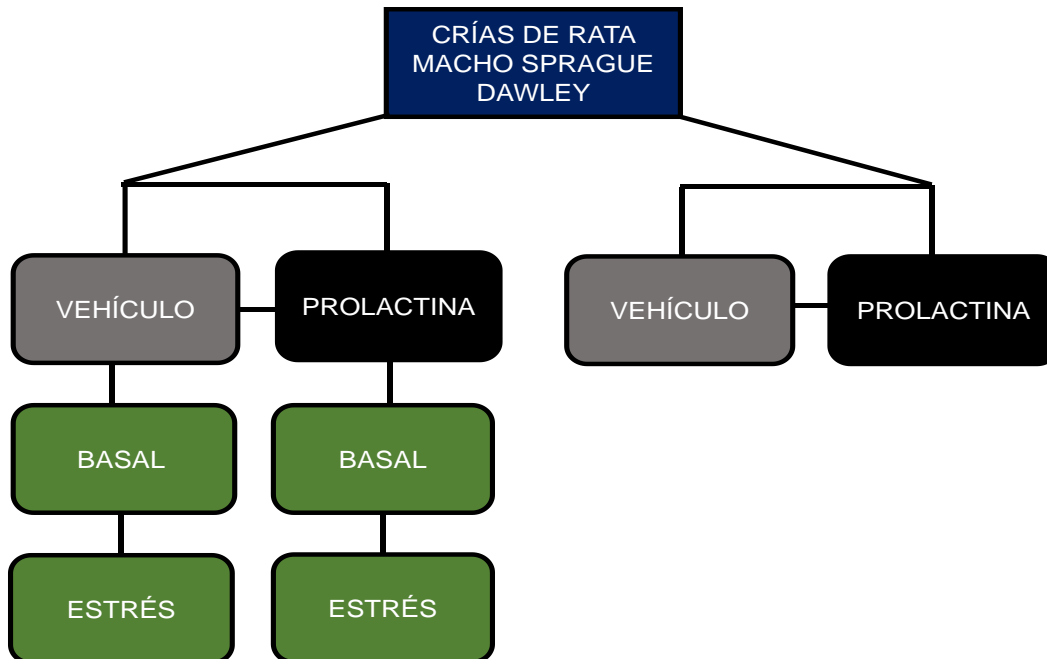 CRÍAS DE RATA
MACHO SPRAGUE
DAWLEY
VEHÍCULO
PROLACTINA
VEHÍCULO
PROLACTINA
BASAL
BASAL
ESTRÉS
ESTRÉS